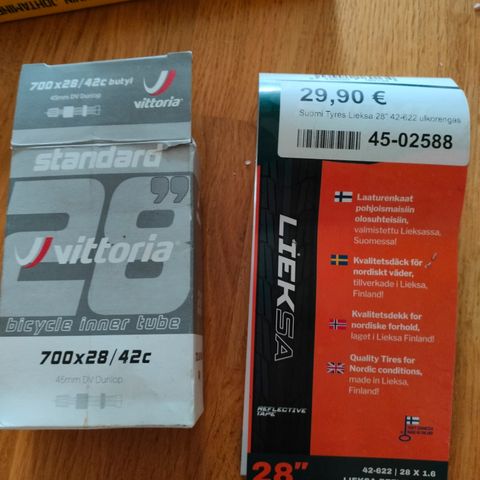 700x28/42c butyl
45mm DV Dunlop
vittoria
standard
28"
vittoria
bicycle inner tube
700x28/42c
45mm DV Dunlop
29,90 €
Suomi Tyres Lieksa 28" 42-622 ulkorengas
45-02588
LIEKSA
REFLECTIVE
TAPE
Laaturenkaat
pohjoismaisiin
olosuhteisiin,
valmistettu Lieksassa,
Suomessa!
Kvalitetsdäck för
nordiskt väder,
tillverkade i Lieksa,
Finland!
Kvalitetsdekk for
nordiske forhold,
laget i Lieksa Finland!
Quality Tires for
Nordic conditions,
made in Lieksa,
Finland!
28"
42-622 | 28 X 1.6